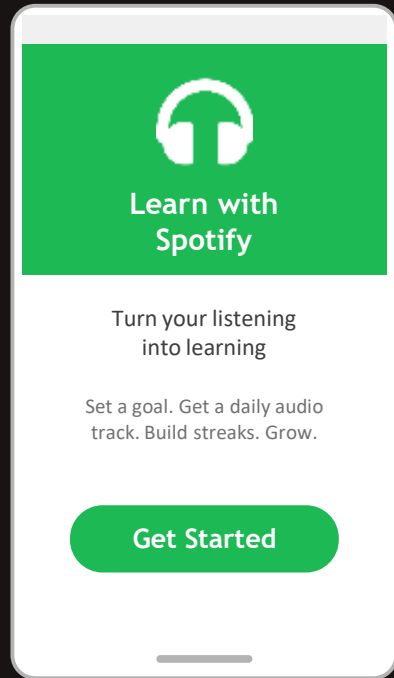 Learn with
Spotify
Turn your listening
into learning
Set a goal. Get a daily audio
track. Build streaks. Grow.
Get Started